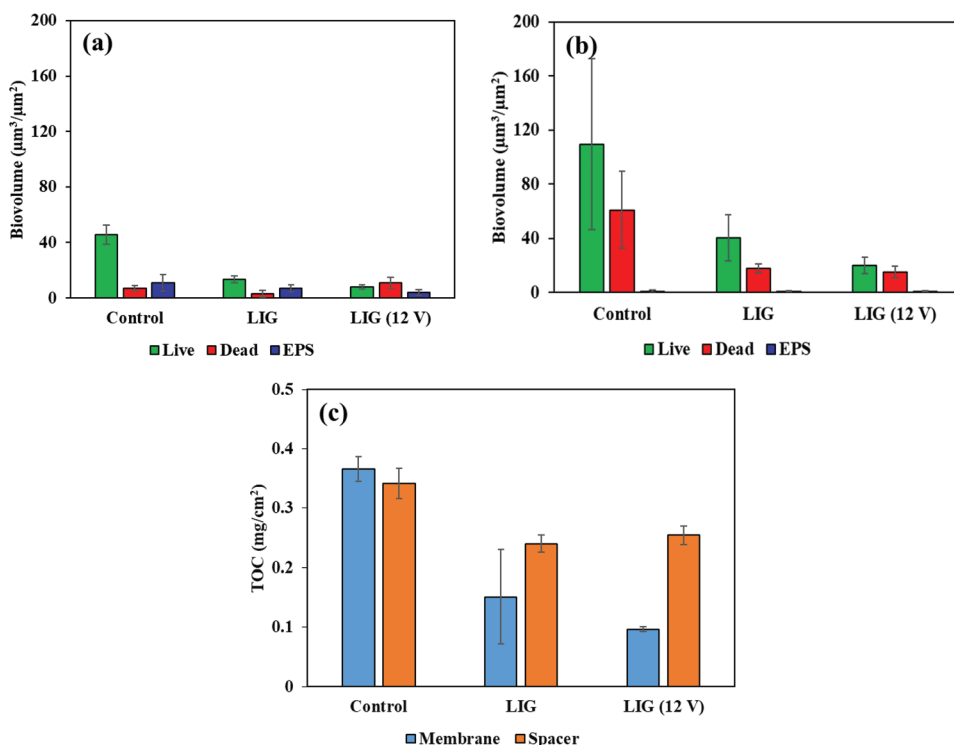 (a)
Biovolume (µm³/µm²)
200
160
120
80
40
0
Control LIG LIG (12 V)
Live Dead EPS
(b)
Biovolume (µm³/µm²)
200
160
120
80
40
0
Control LIG LIG (12 V)
Live Dead EPS
(c)
TOC (mg/cm²)
0.5
0.4
0.3
0.2
0.1
0
Control LIG LIG (12 V)
Membrane Spacer